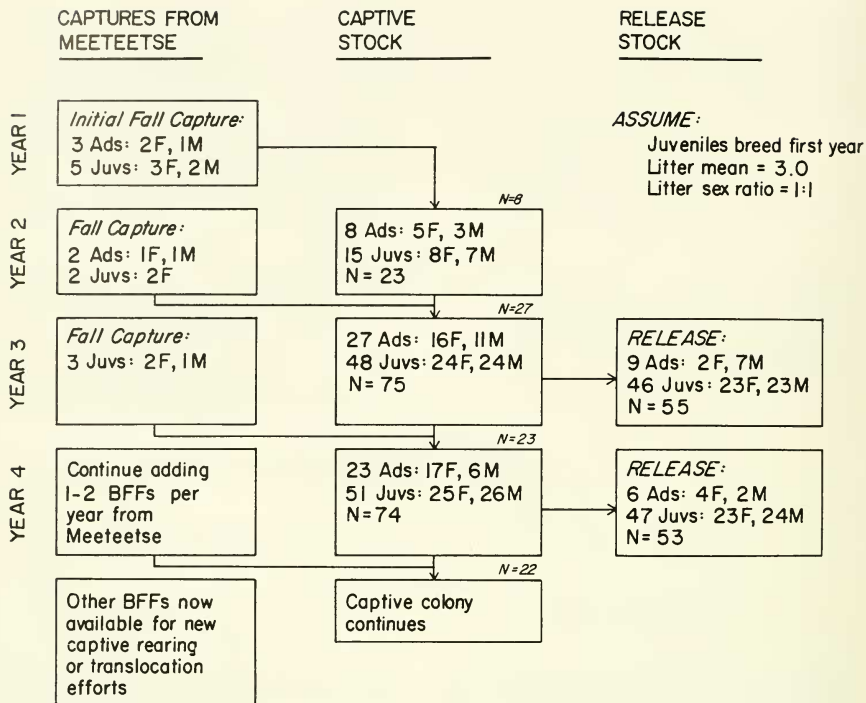 CAPTURES FROM
MEETEETSE
CAPTIVE
STOCK
RELEASE
STOCK
YEAR 1
Initial Fall Capture:
3 Ads: 2F, 1M
5 Juvs: 3F, 2M
ASSUME:
Juveniles breed first year
Litter mean = 3.0
Litter sex ratio = 1:1
N=8
YEAR 2
Fall Capture:
2 Ads: 1F, 1M
2 Juvs: 2F
8 Ads: 5F, 3M
15 Juvs: 8F, 7M
N = 23
N=27
YEAR 3
Fall Capture:
3 Juvs: 2F, 1M
27 Ads: 16F, 11M
48 Juvs: 24F, 24M
N = 75
RELEASE:
9 Ads: 2F, 7M
46 Juvs: 23F, 23M
N = 55
N=23
YEAR 4
Continue adding
1-2 BFFs per
year from
Meeteetse
23 Ads: 17F, 6M
51 Juvs: 25F, 26M
N=74
RELEASE:
6 Ads: 4F, 2M
47 Juvs: 23F, 24M
N= 53
N=22
Other BFFs now
available for new
captive rearing
or translocation
efforts
Captive colony
continues